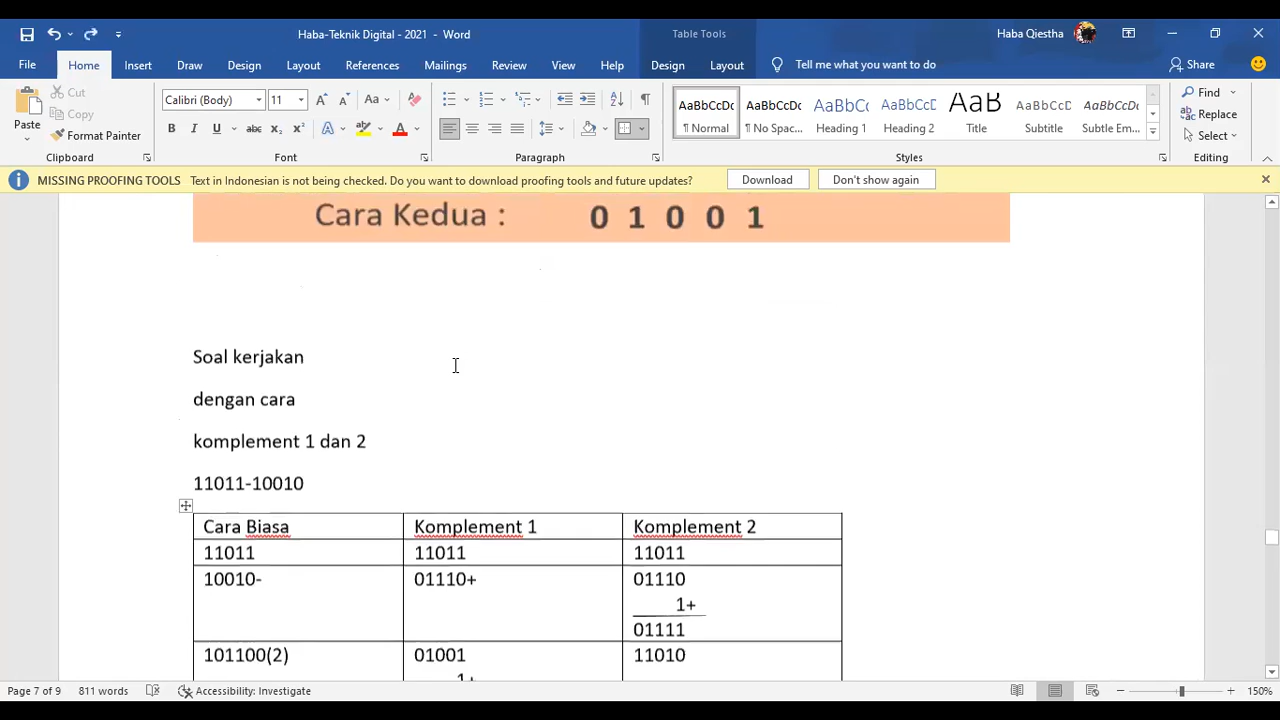 Haba-Teknik Digital - 2021 - Word
Table Tools
Haba Qiestha
File Home Insert Draw Design Layout References Mailings Review View Help Design Layout Tell me what you want to do Share
Paste
Cut
Copy
Format Painter
Clipboard
Calibri (Body) 11
Font
Paragraph
AaBbCcDc AaBbCcDc AaBbCcD AaBbCcD AaB AaBbCcD AaBbCcDc
¶ Normal ¶ No Spac... Heading 1 Heading 2 Title Subtitle Subtle Em...
Styles
Find
Replace
Select
Editing
MISSING PROOFING TOOLS Text in Indonesian is not being checked. Do you want to download proofing tools and future updates? Download Don't show again
Cara Kedua : 0 1 0 0 1
Soal kerjakan
dengan cara
komplement 1 dan 2
11011-10010
Cara Biasa Komplement 1 Komplement 2
11011 11011 11011
10010- 01110+ 01110
1+
01111
101100(2) 01001 11010
1+
Page 7 of 9 811 words Accessibility: Investigate 150%